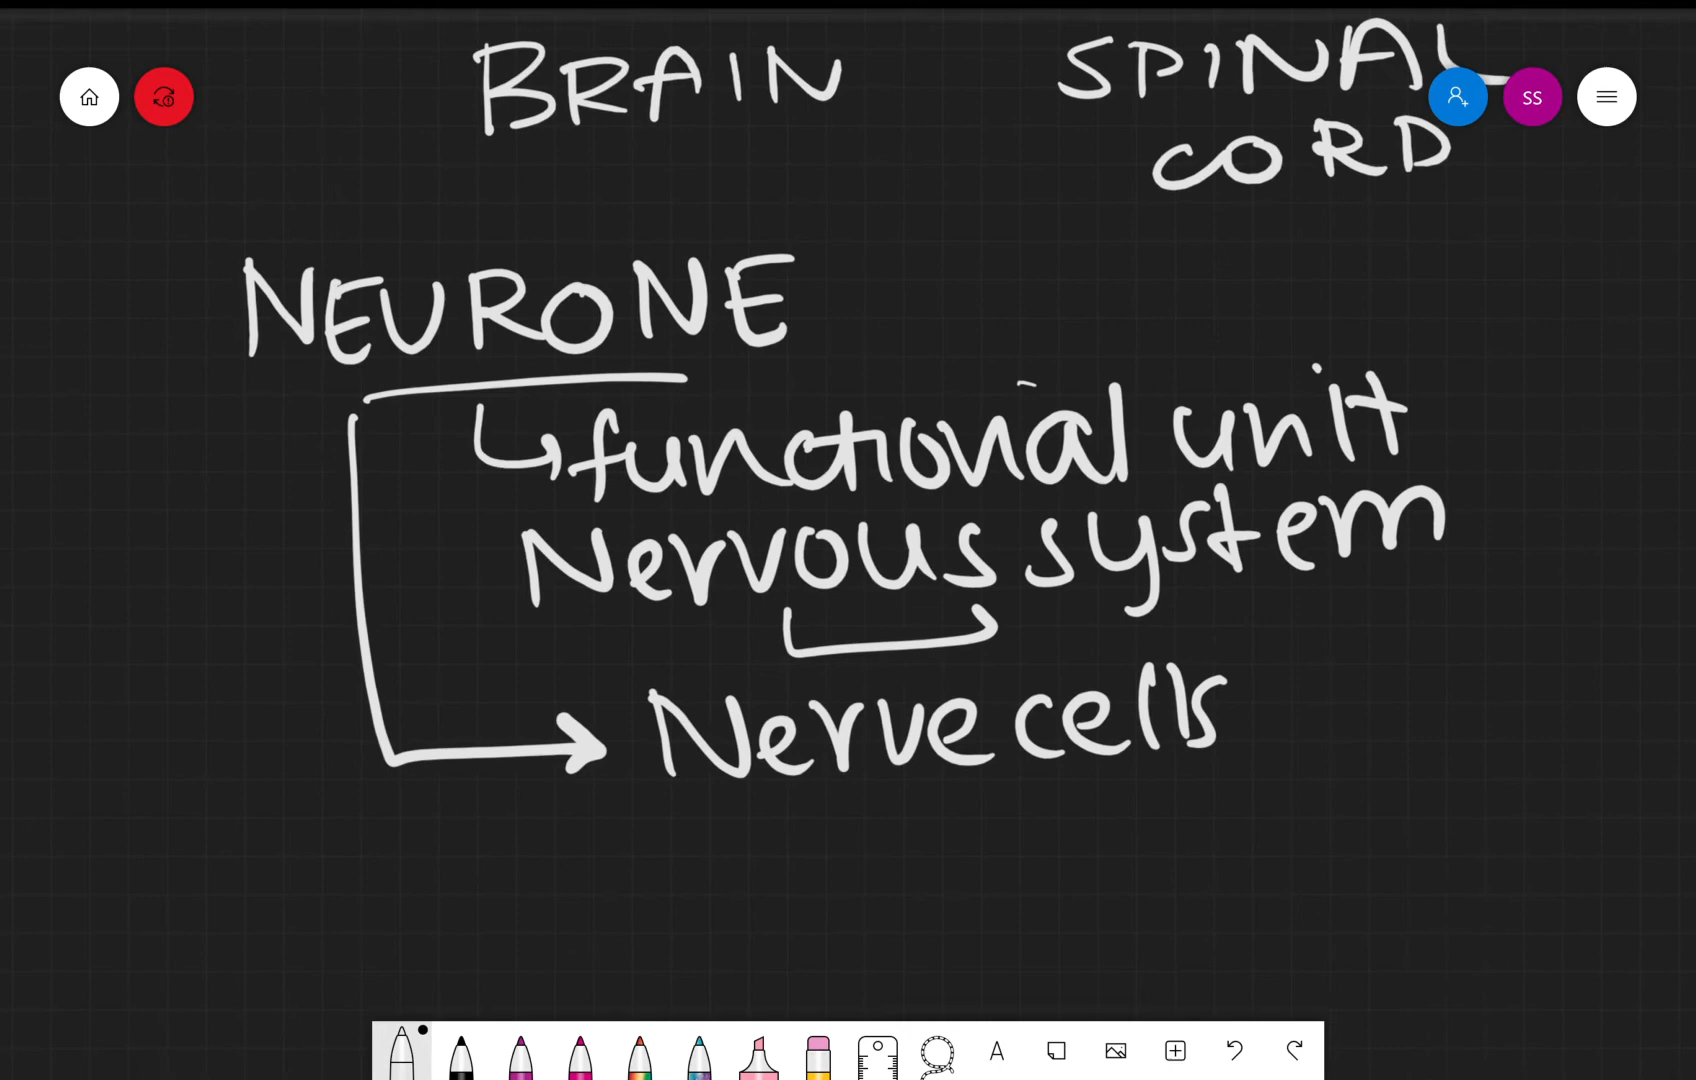 BRAIN SPINAL
CORD
SS
NEURONE
functional unit
Nervous system
Nerve cells
A